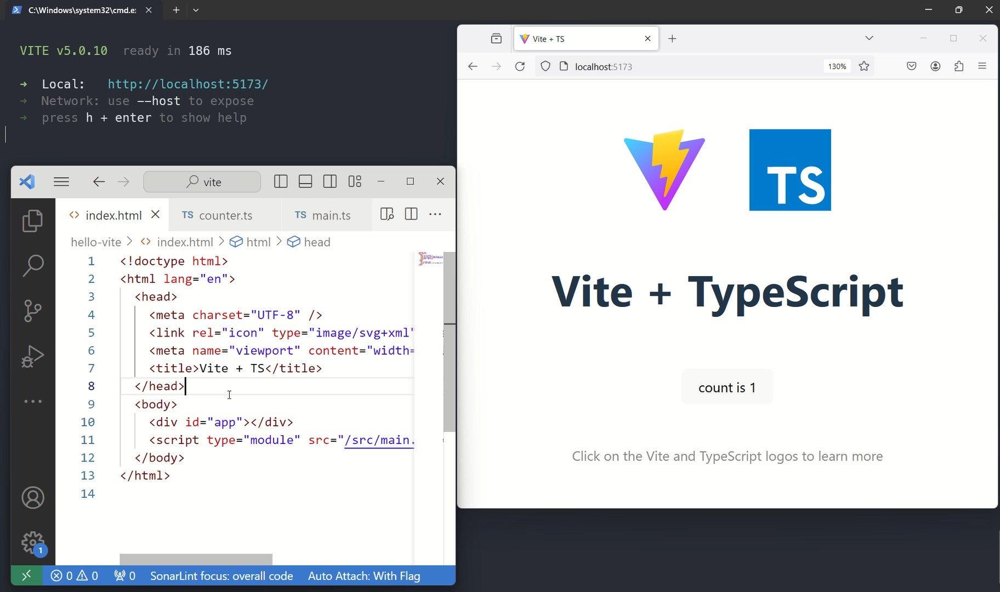 C:\Windows\system32\cmd.e
VITE v5.0.10 ready in 186 ms
➜ Local: http://localhost:5173/
➜ Network: use --host to expose
➜ press h + enter to show help
vite
index.html
TS counter.ts
TS main.ts
hello-vite > <> index.html > html > head
1 <!doctype html>
2 <html lang="en">
3 <head>
4 <meta charset="UTF-8" />
5 <link rel="icon" type="image/svg+xml"
6 <meta name="viewport" content="width=
7 <title>Vite + TS</title>
8 </head>
9 <body>
10 <div id="app"></div>
11 <script type="module" src="/src/main.
12 </body>
13 </html>
14
1
0 0 0 SonarLint focus: overall code Auto Attach: With Flag
Vite + TS
localhost:5173
130%
TS
Vite + TypeScript
count is 1
Click on the Vite and TypeScript logos to learn more